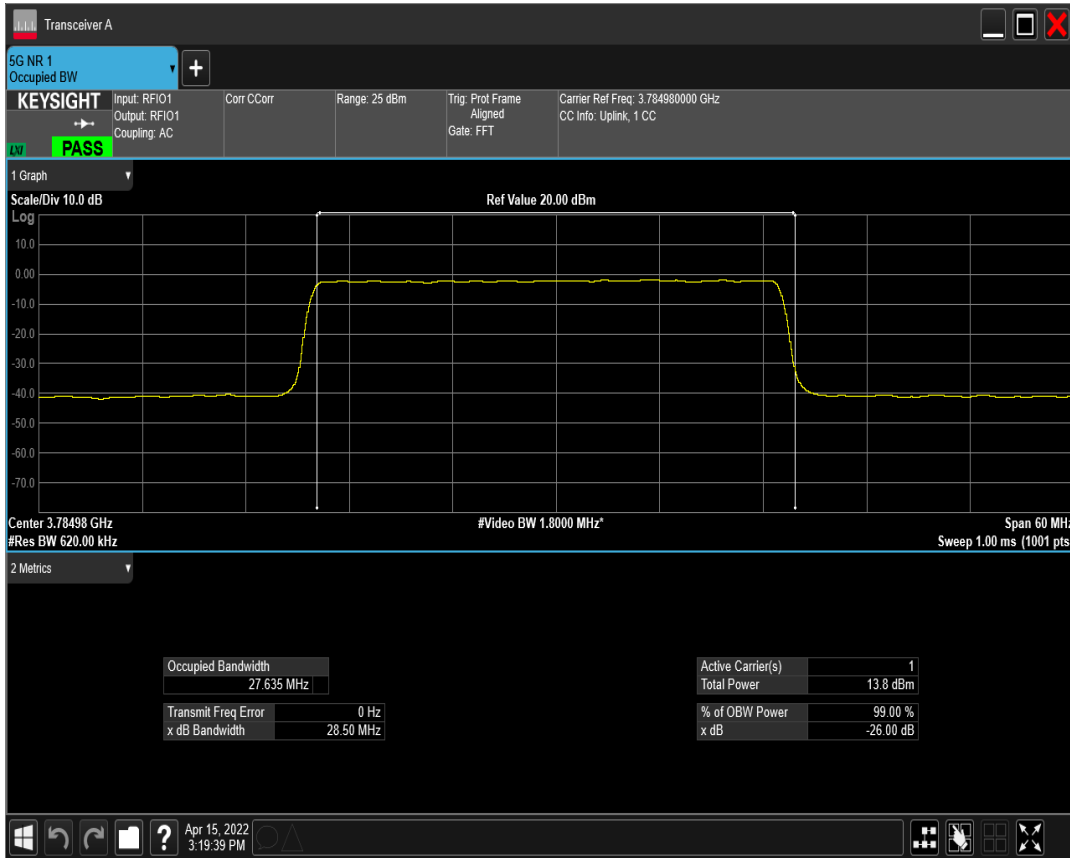 Transceiver A
5G NR 1
Occupied BW
+
KEYSIGHT
LXI
PASS
Input: RFIO1
Output: RFIO1
Coupling: AC
Corr CCorr
Range: 25 dBm
Trig: Prot Frame
Aligned
Gate: FFT
Carrier Ref Freq: 3.784980000 GHz
CC Info: Uplink, 1 CC
1 Graph
Scale/Div 10.0 dB
Ref Value 20.00 dBm
Log
10.0
0.00
-10.0
-20.0
-30.0
-40.0
-50.0
-60.0
-70.0
Center 3.78498 GHz
#Video BW 1.8000 MHz*
Span 60 MHz
#Res BW 620.00 kHz
Sweep 1.00 ms (1001 pts
2 Metrics
Occupied Bandwidth
27.635 MHz
Transmit Freq Error 0 Hz
x dB Bandwidth 28.50 MHz
Active Carrier(s) 1
Total Power 13.8 dBm
% of OBW Power 99.00 %
x dB -26.00 dB
?
Apr 15, 2022
3:19:39 PM